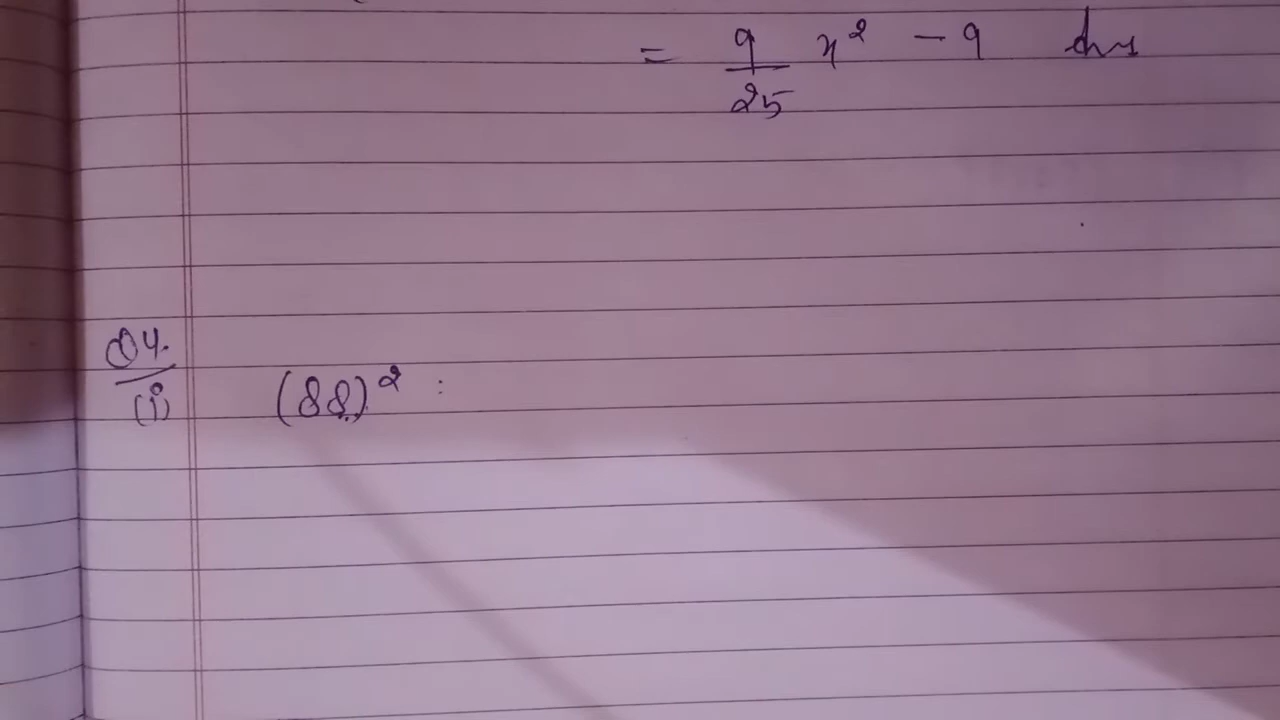 = 9/25 x² - 9 Ans
Q4.
(i) (88)² :